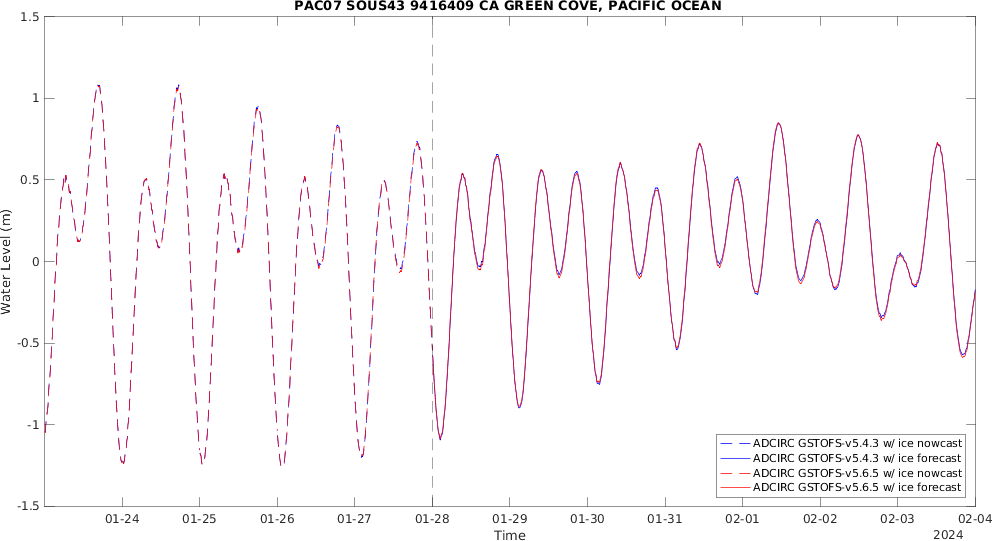 PAC07 SOUS43 9416409 CA GREEN COVE, PACIFIC OCEAN
1.5
1
0.5
0
-0.5
-1
-1.5
Water Level (m)
01-24 01-25 01-26 01-27 01-28 01-29 01-30 01-31 02-01 02-02 02-03 02-04
Time
2024
ADCIRC GSTOFS-v5.4.3 w/ ice nowcast
ADCIRC GSTOFS-v5.4.3 w/ ice forecast
ADCIRC GSTOFS-v5.6.5 w/ ice nowcast
ADCIRC GSTOFS-v5.6.5 w/ ice forecast